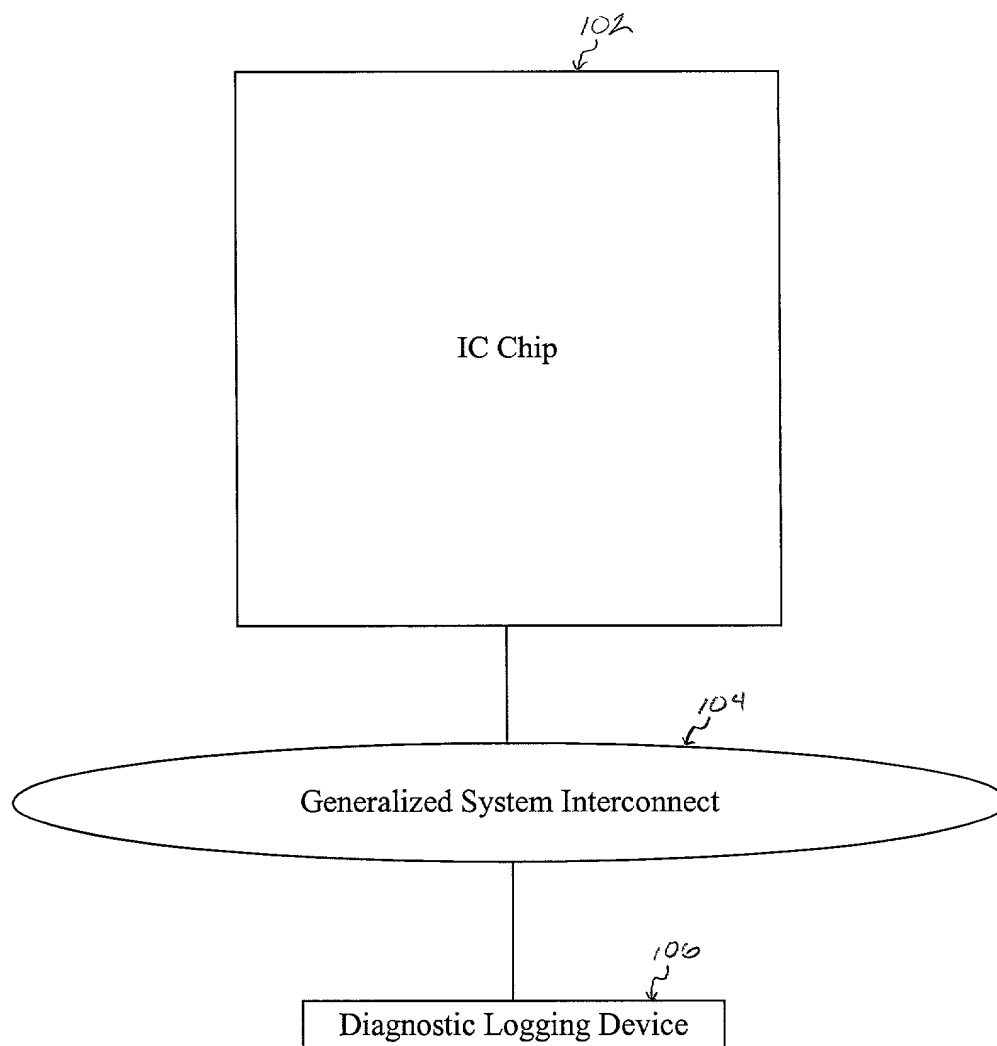 102
IC Chip
104
Generalized System Interconnect
106
Diagnostic Logging Device